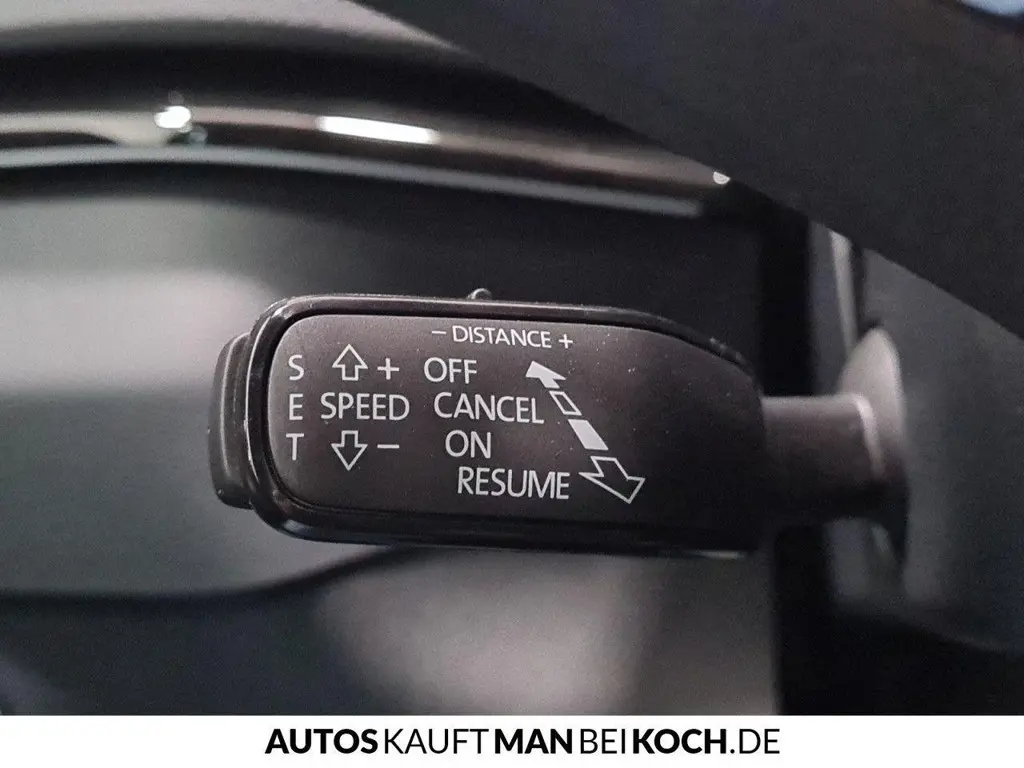 – DISTANCE +
S + OFF
E SPEED CANCEL
T – ON
RESUME
AUTOSKAUFTMANBEIKOCH.DE